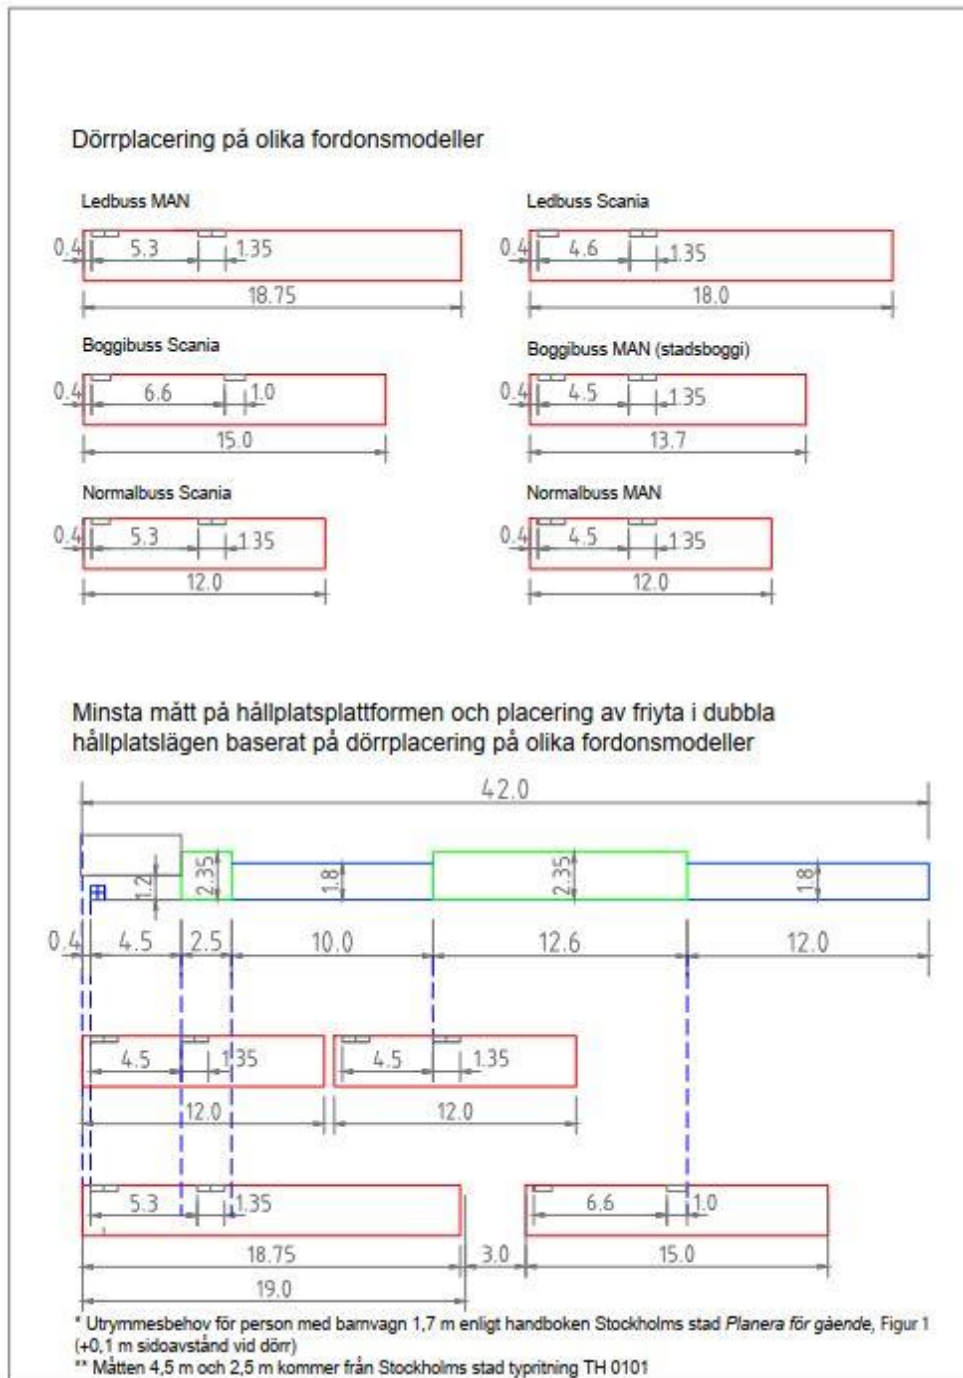 Dörrplacering på olika fordonsmodeller
Ledbuss MAN
0.4 5.3 1.35
18.75
Ledbuss Scania
0.4 4.6 1.35
18.0
Boggibuss Scania
0.4 6.6 1.0
15.0
Boggibuss MAN (stadsboggi)
0.4 4.5 1.35
13.7
Normalbuss Scania
0.4 5.3 1.35
12.0
Normalbuss MAN
0.4 4.5 1.35
12.0
Minsta mått på hållplatsplattformen och placering av friyta i dubbla
hållplatslägen baserat på dörrplacering på olika fordonsmodeller
42.0
1.2 2.35 1.8 2.35 1.8
0.4 4.5 2.5 10.0 12.6 12.0
4.5 1.35 4.5 1.35
12.0 12.0
5.3 1.35 6.6 1.0
18.75 3.0 15.0
19.0
* Utrymmesbehov för person med barnvagn 1,7 m enligt handboken Stockholms stad Planera för gående, Figur 1
(+0,1 m sidoavstånd vid dörr)
** Måtten 4,5 m och 2,5 m kommer från Stockholms stad typritning TH 0101